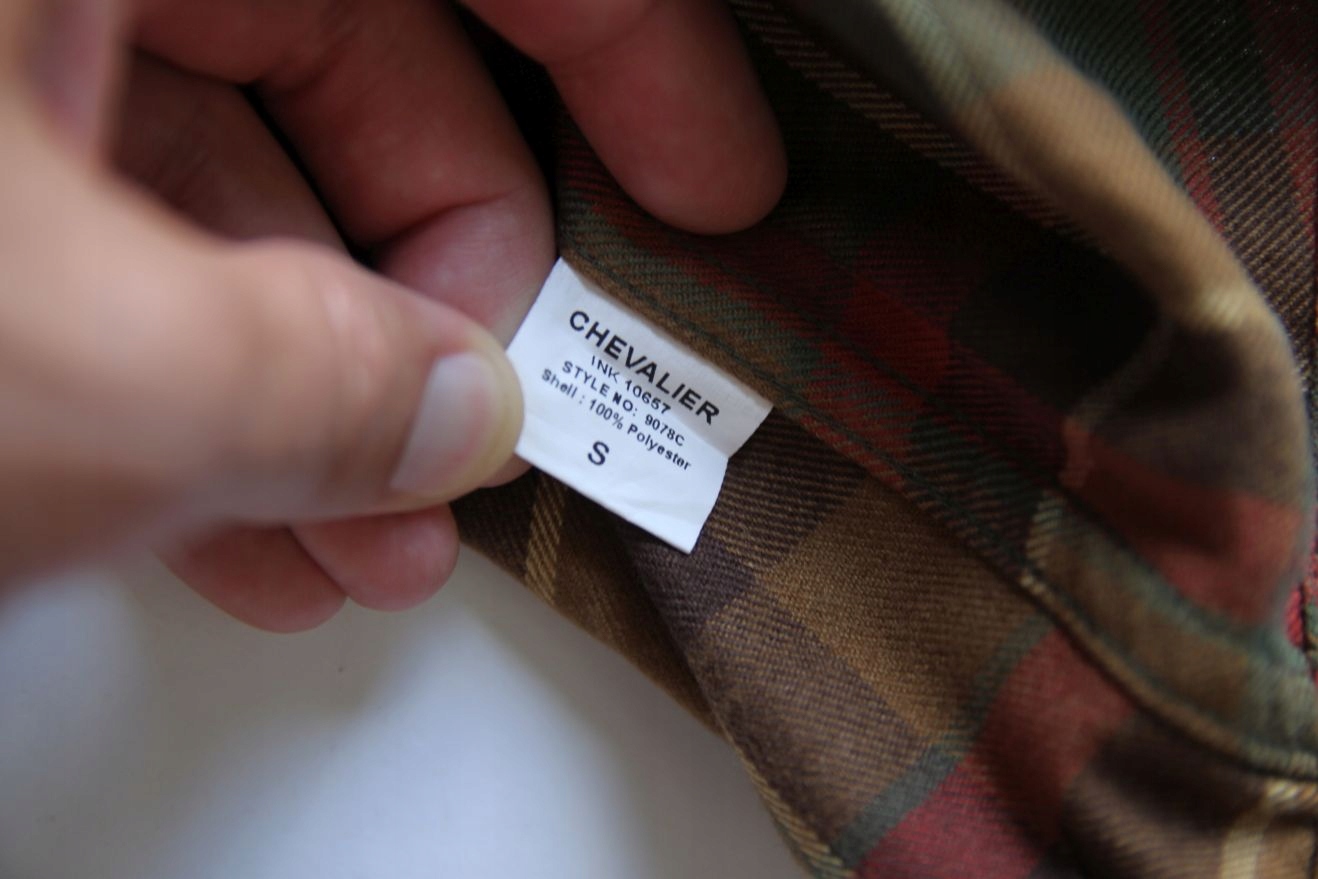 CHEVALIER
INK 10657
STYLE NO: 9078C
Shell : 100% Polyester
S